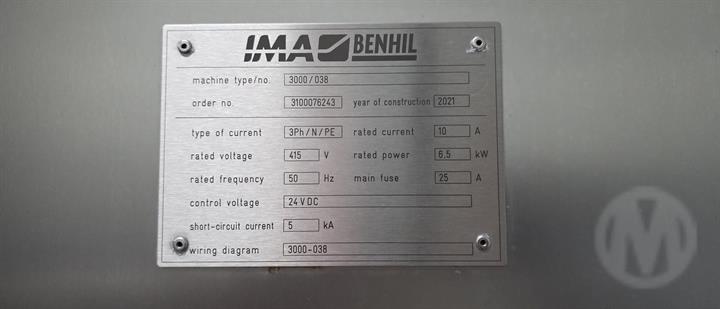 IMA BENHIL
machine type/no. 3000/038
order no. 3100076243 year of construction 2021
type of current 3Ph/N/PE rated current 10 A
rated voltage 415 V rated power 6,5 kW
rated frequency 50 Hz main fuse 25 A
control voltage 24VDC
short-circuit current 5 kA
wiring diagram 3000-038
M